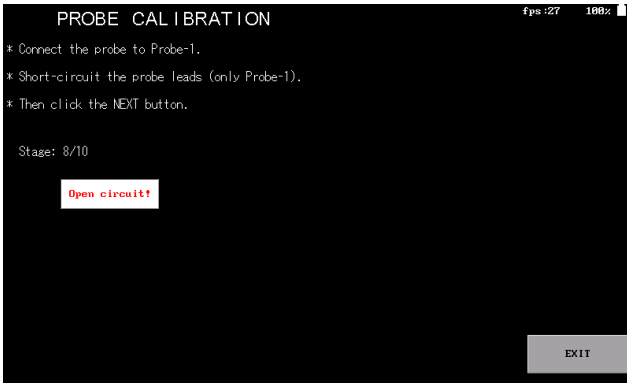 PROBE CALIBRATION
fps:27 100%
* Connect the probe to Probe-1.
* Short-circuit the probe leads (only Probe-1).
* Then click the NEXT button.
Stage: 8/10
Open circuit!
EXIT